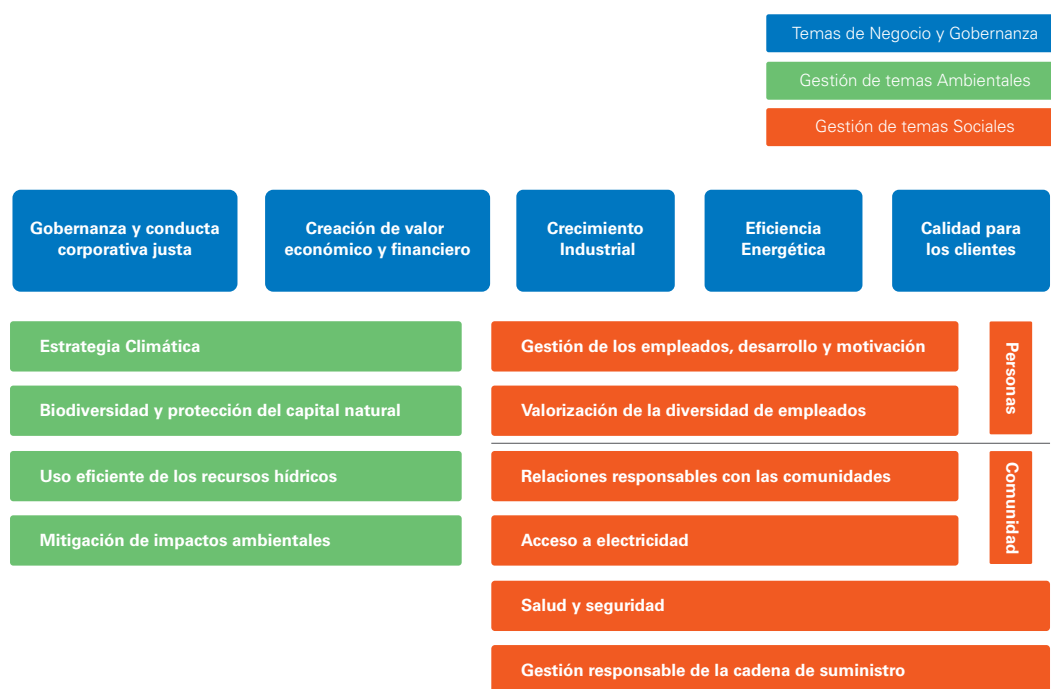 Temas de Negocio y Gobernanza
Gestión de temas Ambientales
Gestión de temas Sociales
Gobernanza y conducta
corporativa justa
Creación de valor
económico y financiero
Crecimiento
Industrial
Eficiencia
Energética
Calidad para
los clientes
Estrategia Climática
Biodiversidad y protección del capital natural
Uso eficiente de los recursos hídricos
Mitigación de impactos ambientales
Gestión de los empleados, desarrollo y motivación
Valorización de la diversidad de empleados
Personas
Relaciones responsables con las comunidades
Acceso a electricidad
Comunidad
Salud y seguridad
Gestión responsable de la cadena de suministro